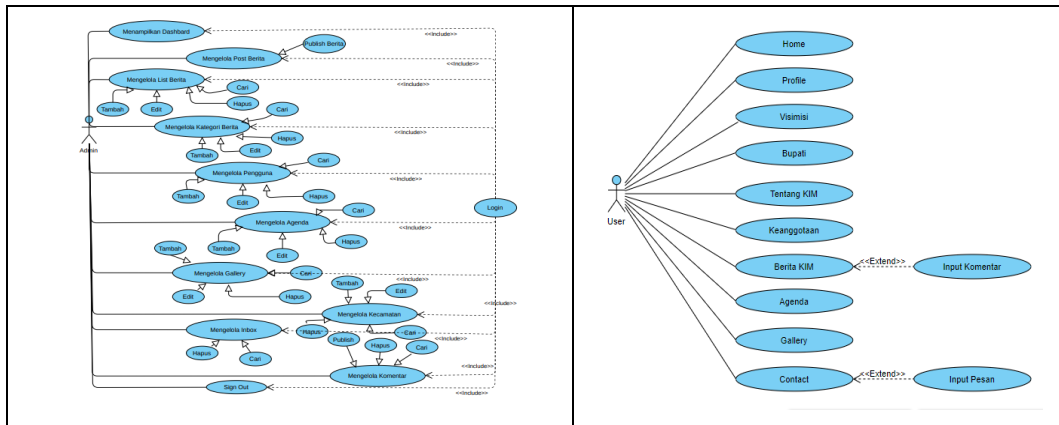 Menampilkan Dashbard
<<Include>>
Publish Berita
Mengelola Post Berita
<<Include>>
Mengelola List Berita
Cari
<<Include>>
Tambah
Edit
Hapus
Cari
Mengelola Kategori Berita
<<Include>>
Admin
Hapus
Tambah
Edit
Cari
Mengelola Pengguna
<<Include>>
Tambah
Edit
Hapus
Cari
Login
Mengelola Agenda
<<Include>>
Tambah
Tambah
Edit
Hapus
Mengelola Gallery
Cari
<<Include>>
Edit
Hapus
Tambah
Edit
<<Include>>
Mengelola Kecamatan
Mengelola Inbox
Hapus
Cari
<<Include>>
Publish
Hapus
Cari
Hapus
Cari
Mengelola Komentar
<<Include>>
Sign Out
<<Include>>
Home
Profile
Visimisi
Bupati
Tentang KIM
User
Keanggotaan
Berita KIM
<<Extend>>
Input Komentar
Agenda
Gallery
Contact
<<Extend>>
Input Pesan